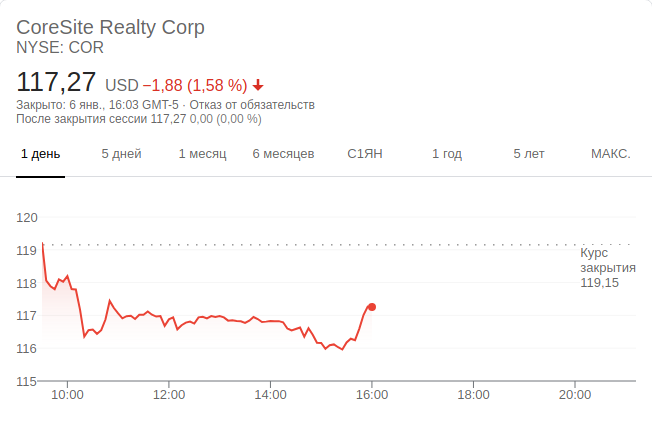 CoreSite Realty Corp
NYSE: COR
117,27 USD −1,88 (1,58 %)
Закрыто: 6 янв., 16:03 GMT-5 · Отказ от обязательств
После закрытия сессии 117,27 0,00 (0,00 %)
1 день 5 дней 1 месяц 6 месяцев С1ЯН 1 год 5 лет МАКС.
120
119
Курс
закрытия
119,15
118
117
116
115
10:00 12:00 14:00 16:00 18:00 20:00